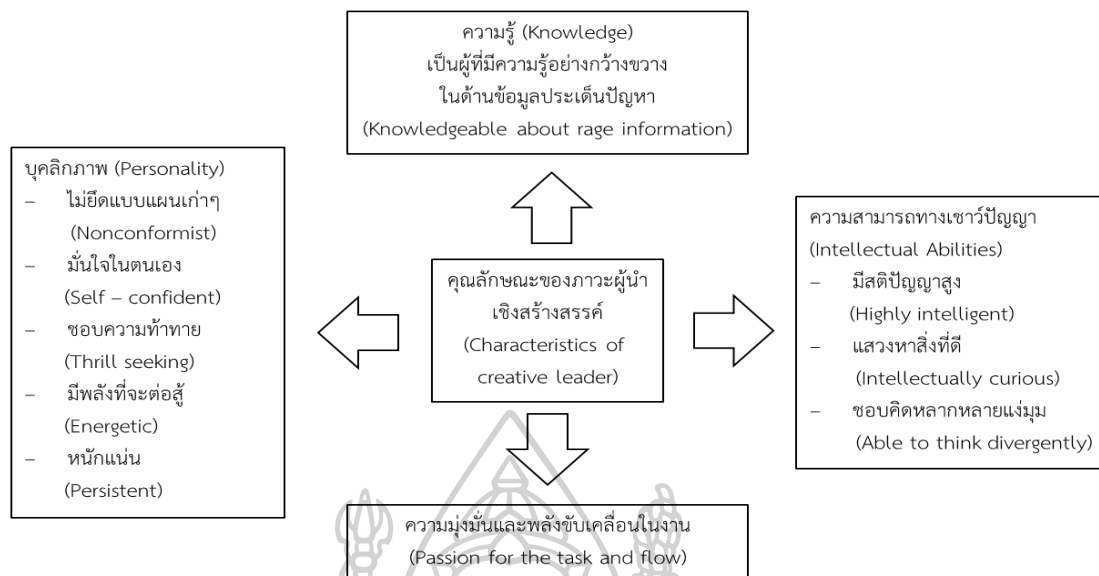 ความรู้ (Knowledge)
เป็นผู้ที่มีความรู้อย่างกว้างขวาง
ในด้านข้อมูลประเด็นปัญหา
(Knowledgeable about rage information)
บุคลิกภาพ (Personality)
– ไม่ยึดแบบแผนเก่าๆ
(Nonconformist)
– มั่นใจในตนเอง
(Self – confident)
– ชอบความท้าทาย
(Thrill seeking)
– มีพลังที่จะต่อสู้
(Energetic)
– หนักแน่น
(Persistent)
คุณลักษณะของภาวะผู้นำ
เชิงสร้างสรรค์
(Characteristics of
creative leader)
ความสามารถทางเชาว์ปัญญา
(Intellectual Abilities)
– มีสติปัญญาสูง
(Highly intelligent)
– แสวงหาสิ่งที่ดี
(Intellectually curious)
– ชอบคิดหลากหลายแง่มุม
(Able to think divergently)
ความมุ่งมั่นและพลังขับเคลื่อนในงาน
(Passion for the task and flow)